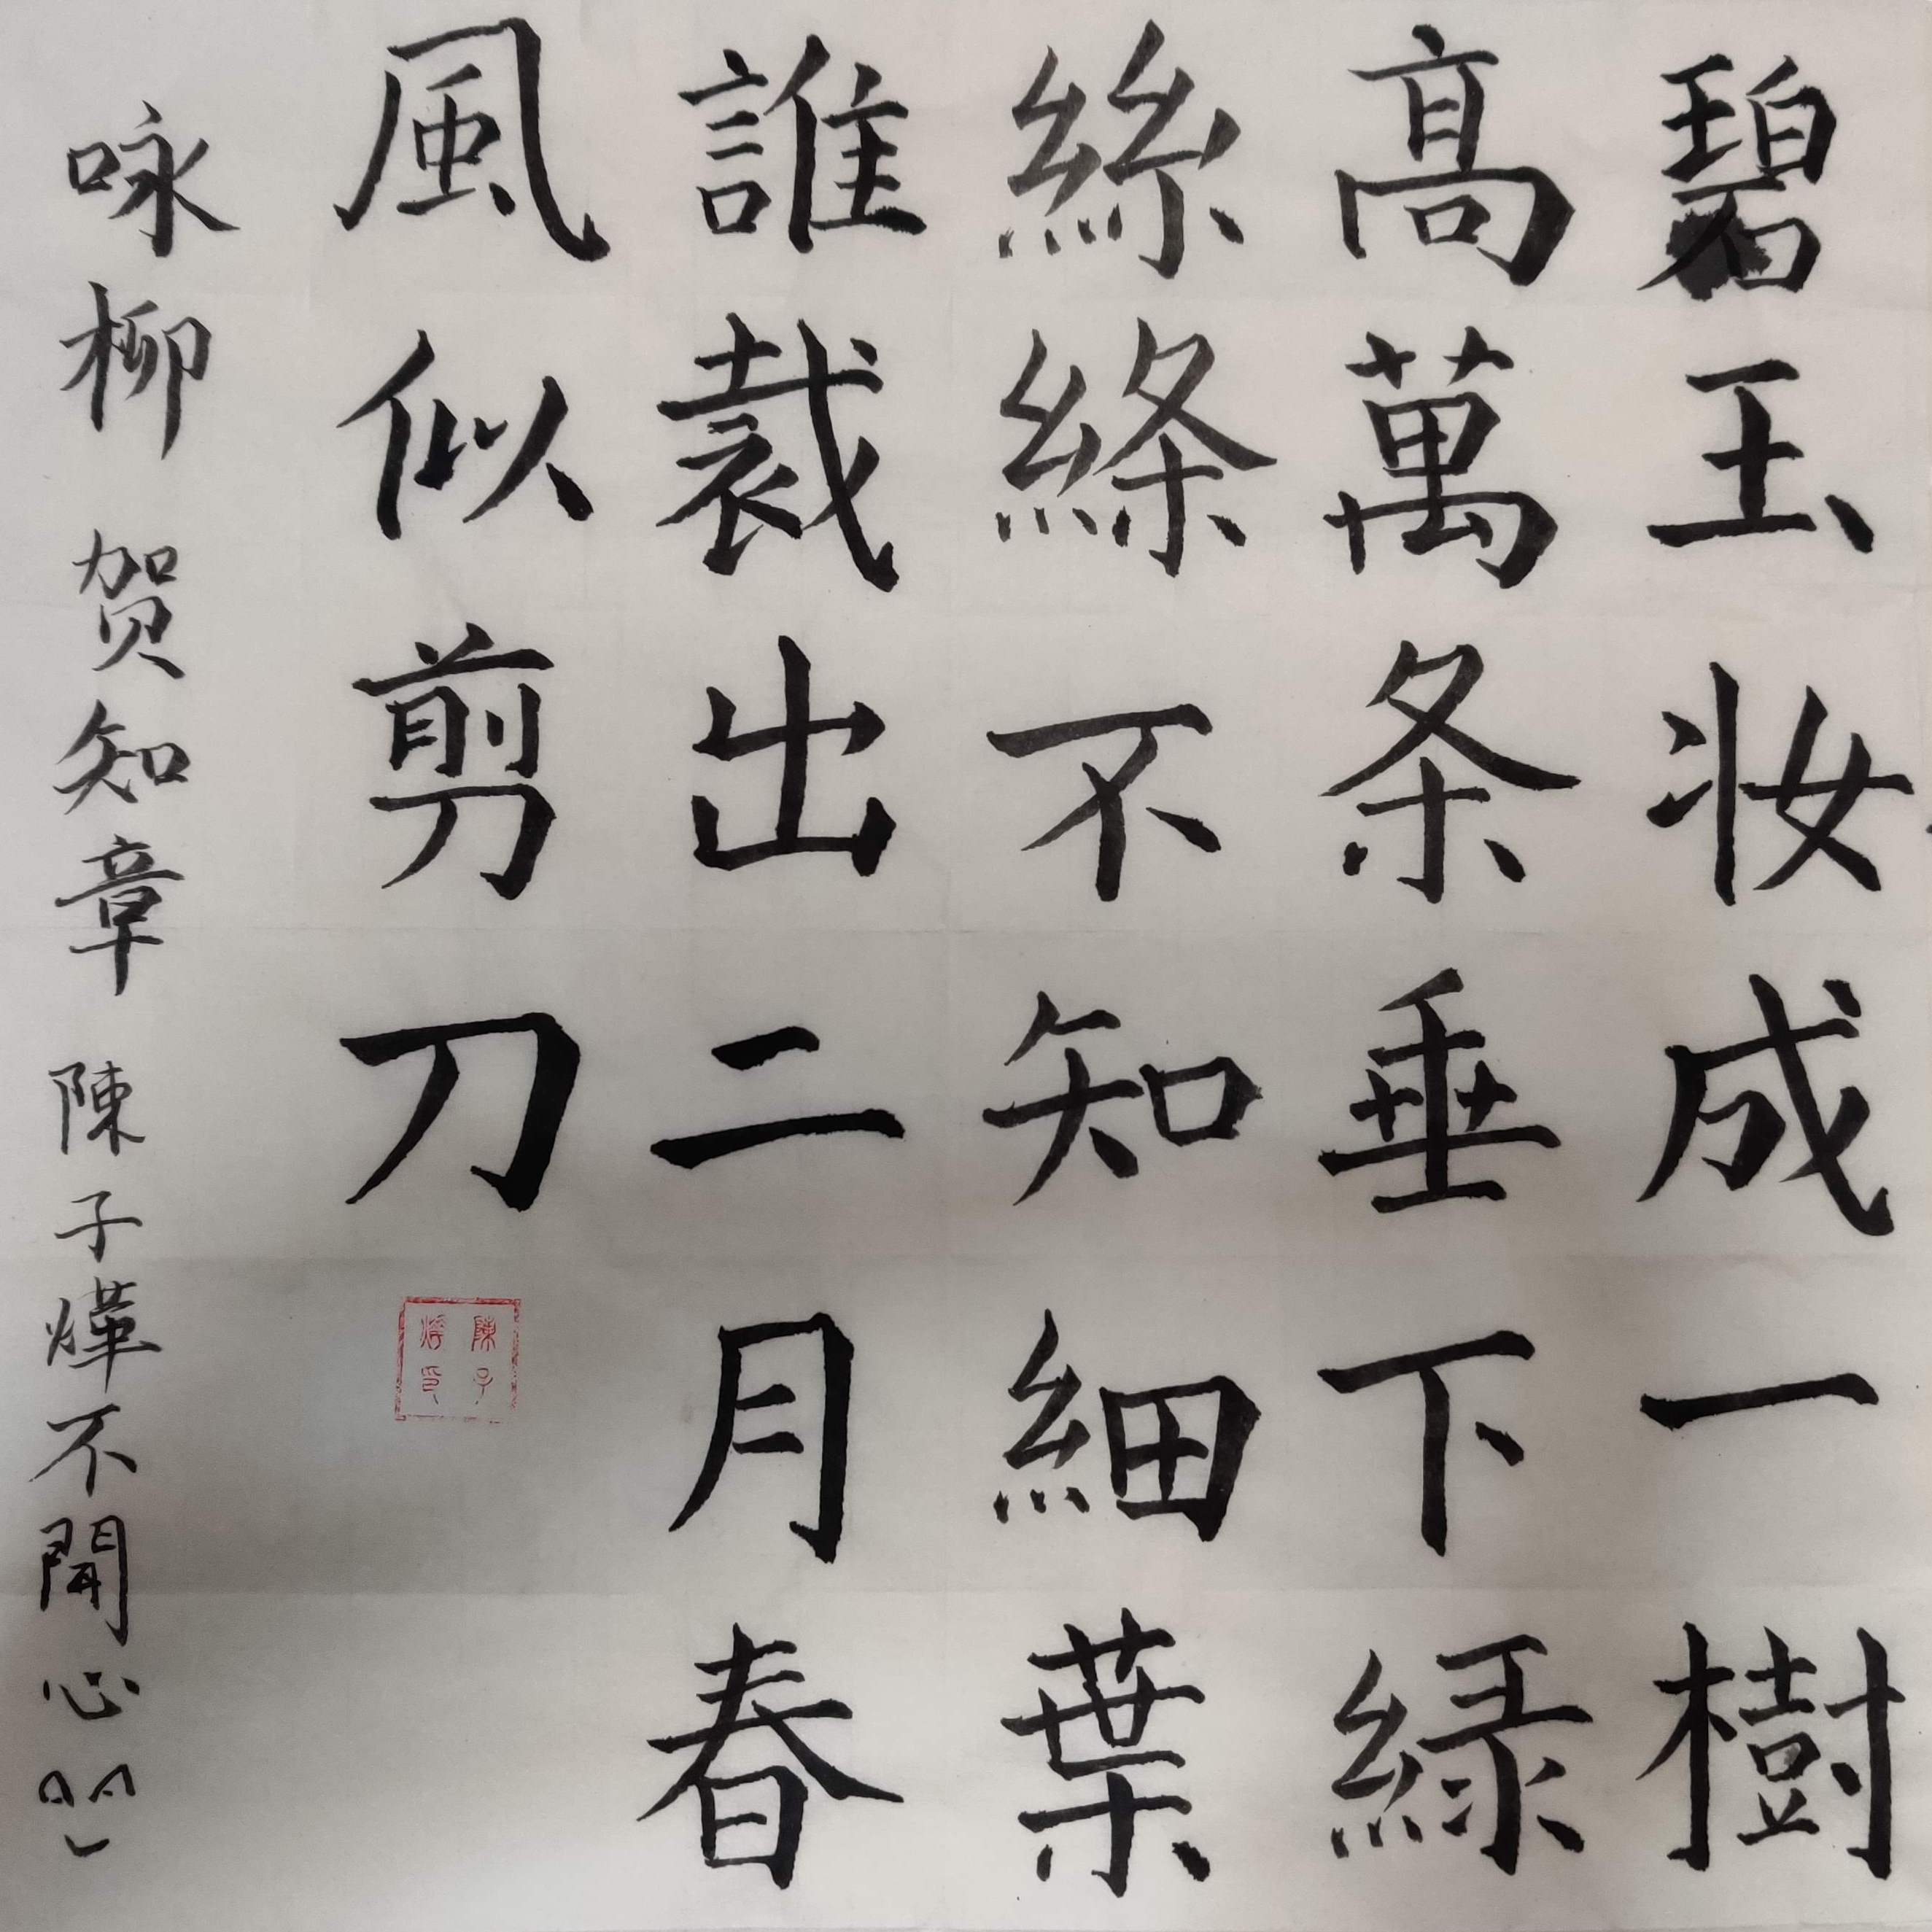 碧玉妝成一樹
高萬条垂下緑
絲絛不知細葉
誰裁出二月春
風似剪刀
陳子
印
咏柳 贺知章 陳子燁不開心